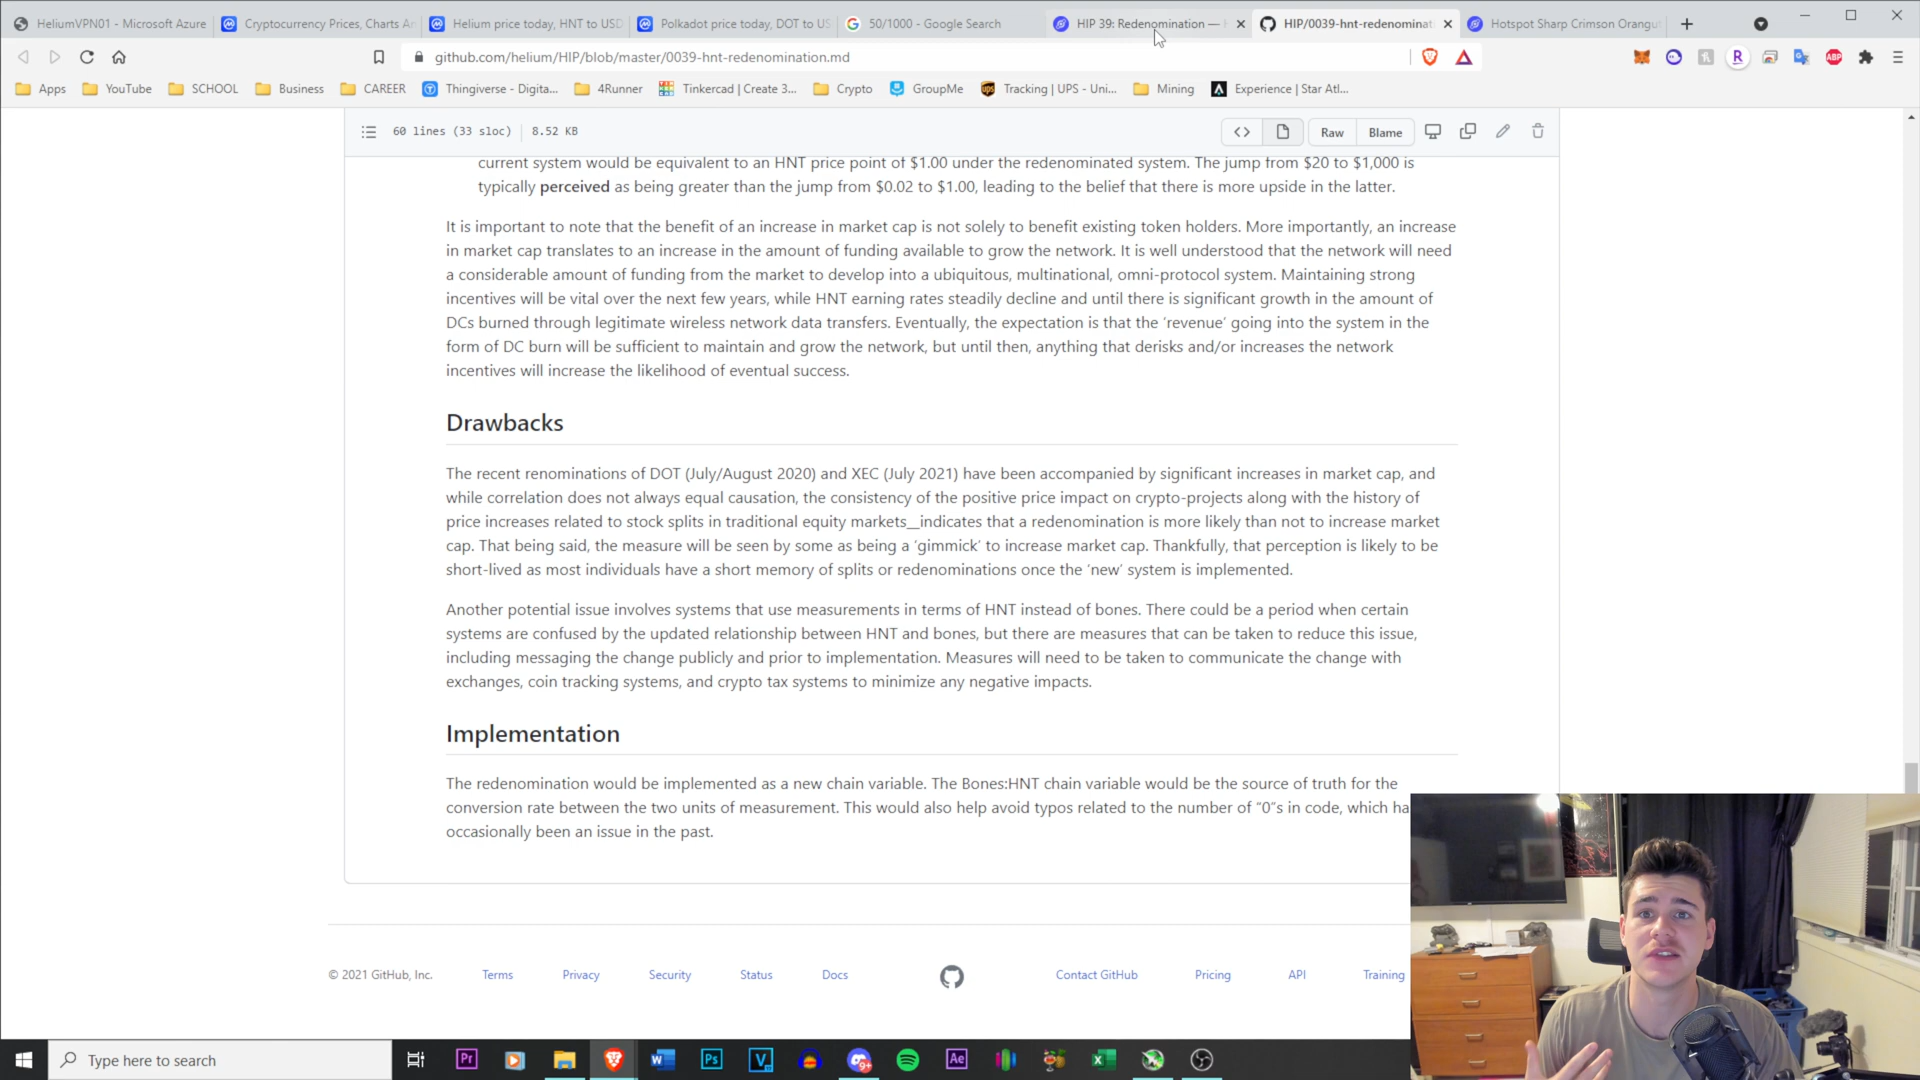 HeliumVPN01 - Microsoft Azure
Cryptocurrency Prices, Charts A
Helium price today, HNT to USD
Polkadot price today, DOT to US
50/1000 - Google Search
HIP 39: Redenomination —
HIP/0039-hnt-redenominat
Hotspot Sharp Crimson Orangu
github.com/helium/HIP/blob/master/0039-hnt-redenomination.md
Apps
YouTube
SCHOOL
Business
CAREER
Thingiverse - Digita...
4Runner
Tinkercad | Create 3...
Crypto
GroupMe
Tracking | UPS - Uni...
Mining
Experience | Star Atl...
60 lines (33 sloc)
8.52 KB
Raw
Blame
current system would be equivalent to an HNT price point of $1.00 under the redenominated system. The jump from $20 to $1,000 is
typically perceived as being greater than the jump from $0.02 to $1.00, leading to the belief that there is more upside in the latter.
It is important to note that the benefit of an increase in market cap is not solely to benefit existing token holders. More importantly, an increase
in market cap translates to an increase in the amount of funding available to grow the network. It is well understood that the network will need
a considerable amount of funding from the market to develop into a ubiquitous, multinational, omni-protocol system. Maintaining strong
incentives will be vital over the next few years, while HNT earning rates steadily decline and until there is significant growth in the amount of
DCs burned through legitimate wireless network data transfers. Eventually, the expectation is that the ‘revenue’ going into the system in the
form of DC burn will be sufficient to maintain and grow the network, but until then, anything that derisks and/or increases the network
incentives will increase the likelihood of eventual success.
Drawbacks
The recent renominations of DOT (July/August 2020) and XEC (July 2021) have been accompanied by significant increases in market cap, and
while correlation does not always equal causation, the consistency of the positive price impact on crypto-projects along with the history of
price increases related to stock splits in traditional equity markets__indicates that a redenomination is more likely than not to increase market
cap. That being said, the measure will be seen by some as being a ‘gimmick’ to increase market cap. Thankfully, that perception is likely to be
short-lived as most individuals have a short memory of splits or redenominations once the ‘new’ system is implemented.
Another potential issue involves systems that use measurements in terms of HNT instead of bones. There could be a period when certain
systems are confused by the updated relationship between HNT and bones, but there are measures that can be taken to reduce this issue,
including messaging the change publicly and prior to implementation. Measures will need to be taken to communicate the change with
exchanges, coin tracking systems, and crypto tax systems to minimize any negative impacts.
Implementation
The redenomination would be implemented as a new chain variable. The Bones:HNT chain variable would be the source of truth for the
conversion rate between the two units of measurement. This would also help avoid typos related to the number of “0”s in code, which ha
occasionally been an issue in the past.
© 2021 GitHub, Inc.
Terms
Privacy
Security
Status
Docs
Contact GitHub
Pricing
API
Training
Type here to search